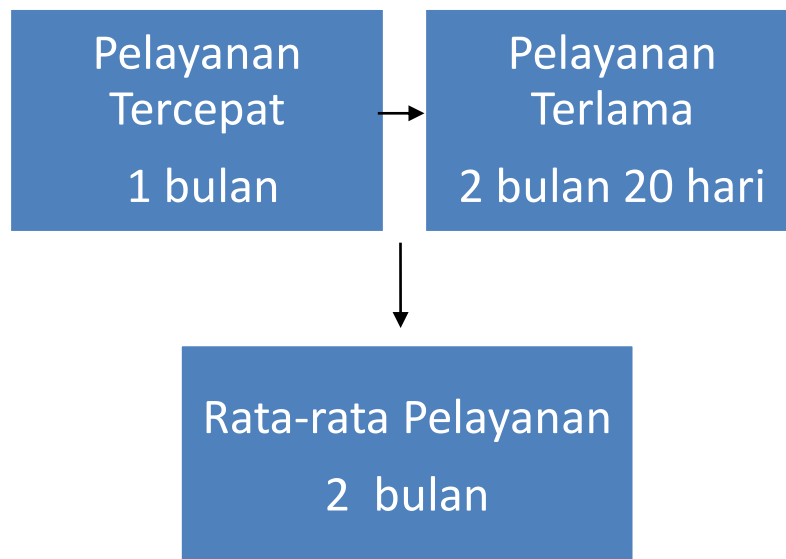 Pelayanan
Tercepat
1 bulan
Pelayanan
Terlama
2 bulan 20 hari
Rata-rata Pelayanan
2 bulan